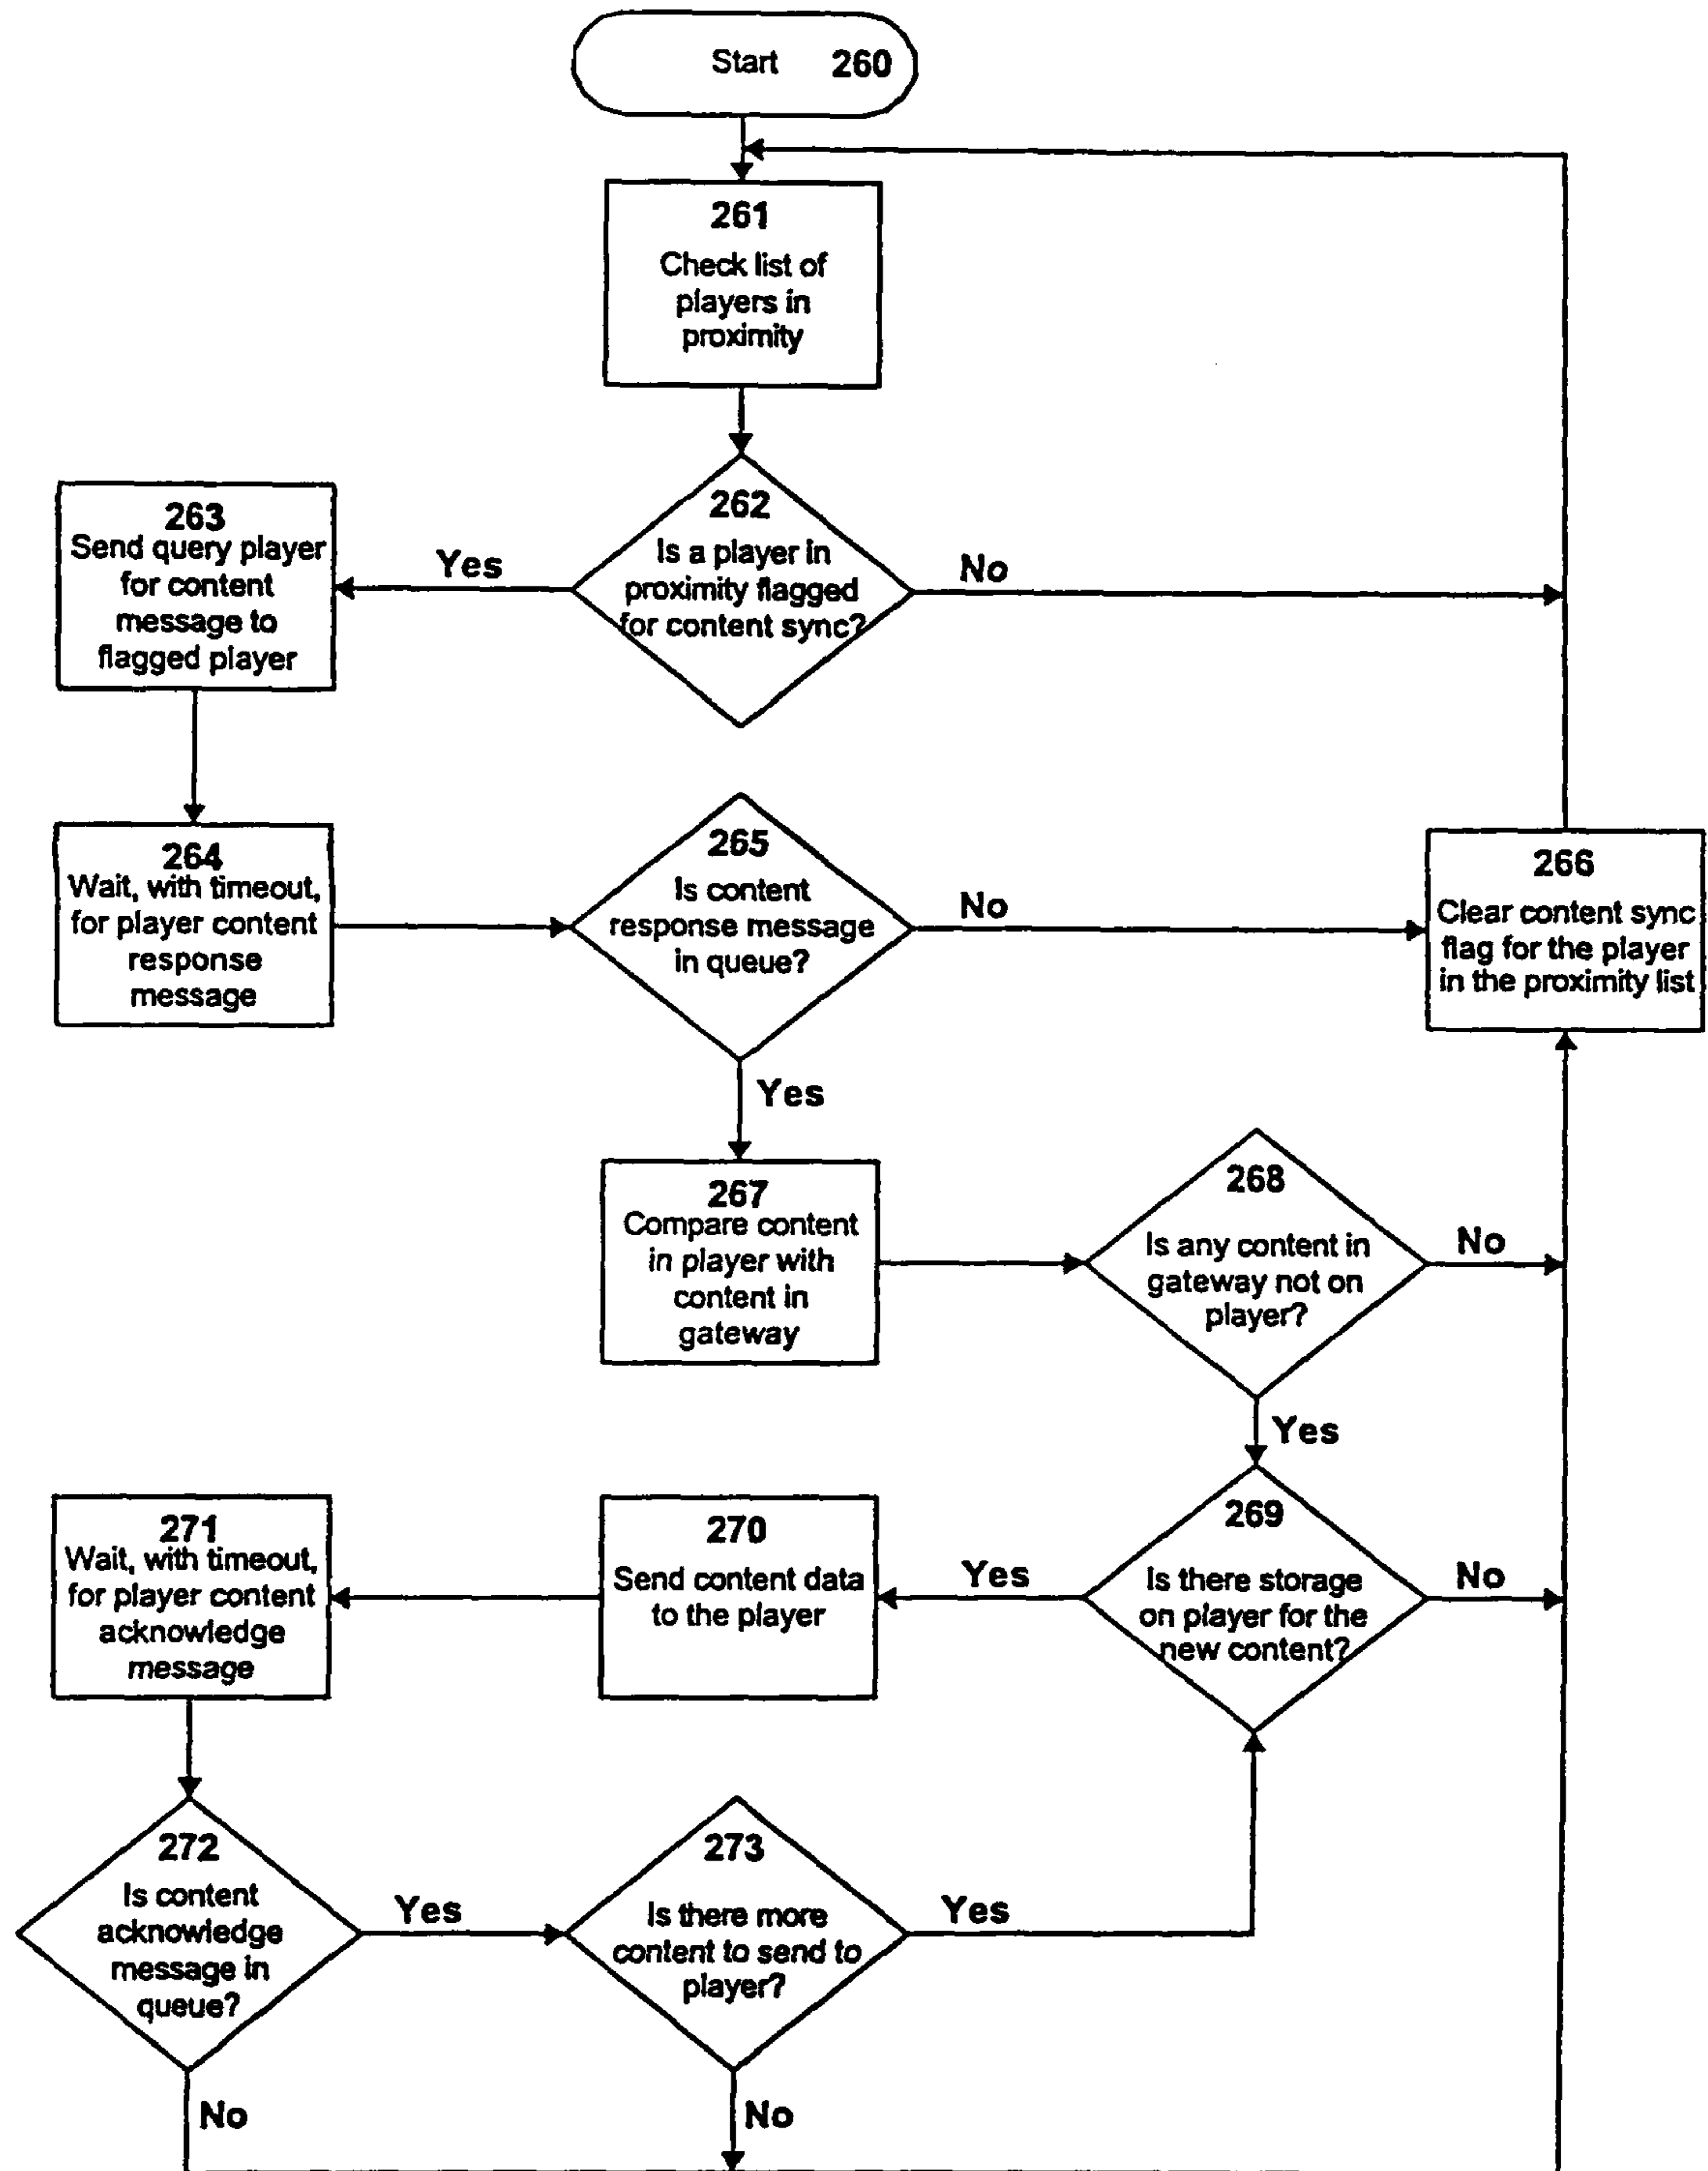 Start 260
261
Check list of
players in
proximity
262
Is a player in
proximity flagged
for content sync?
Yes
No
263
Send query player
for content
message to
flagged player
264
Wait, with timeout,
for player content
response
message
265
Is content
response message
in queue?
No
Yes
266
Clear content sync
flag for the player
in the proximity list
267
Compare content
in player with
content in
gateway
268
Is any content in
gateway not on
player?
No
Yes
269
Is there storage
on player for the
new content?
Yes
No
270
Send content data
to the player
271
Wait, with timeout,
for player content
acknowledge
message
272
Is content
acknowledge
message in
queue?
Yes
No
273
Is there more
content to send to
player?
Yes
No